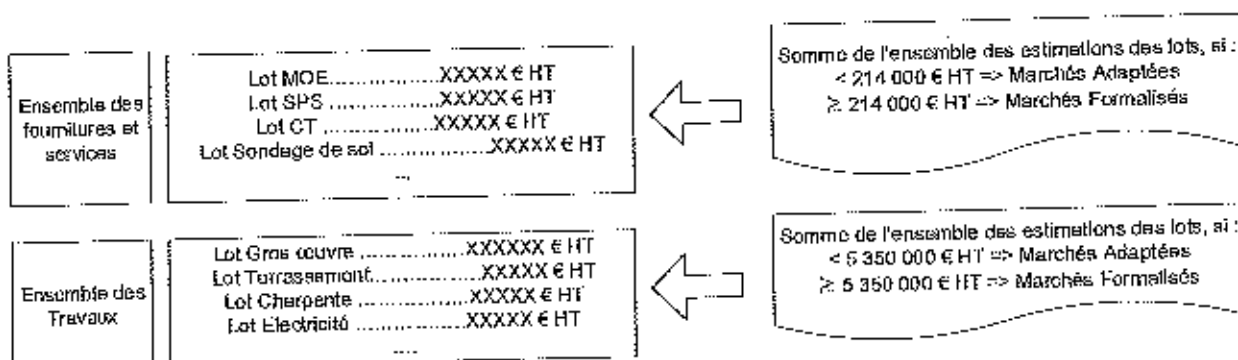 Ensemble des
fournitures et
services
Lot MOE................XXXXX € HT
Lot SPS ................XXXXX € HT
Lot CT ................XXXXX € HT
Lot Sondage de sol ................XXXXX € HT
....
Somme de l'ensemble des estimations des lots, si :
< 214 000 € HT => Marchés Adaptées
≥ 214 000 € HT => Marchés Formalisés
Ensemble des
Travaux
Lot Gros œuvre ................XXXXXX € HT
Lot Terrassement................XXXXX € HT
Lot Charpente ................XXXXX € HT
Lot Electricité ................XXXXX € HT
....
Somme de l'ensemble des estimations des lots, si :
< 5 350 000 € HT => Marchés Adaptées
≥ 5 350 000 € HT => Marchés Formalisés